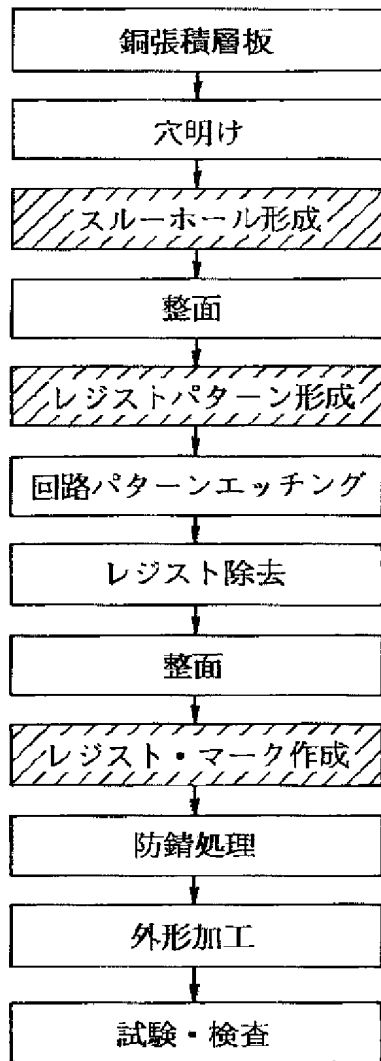 銅張積層板
穴明け
スルーホール形成
整面
レジストパターン形成
回路パターンエッチング
レジスト除去
整面
レジスト・マーク作成
防錆処理
外形加工
試験・検査